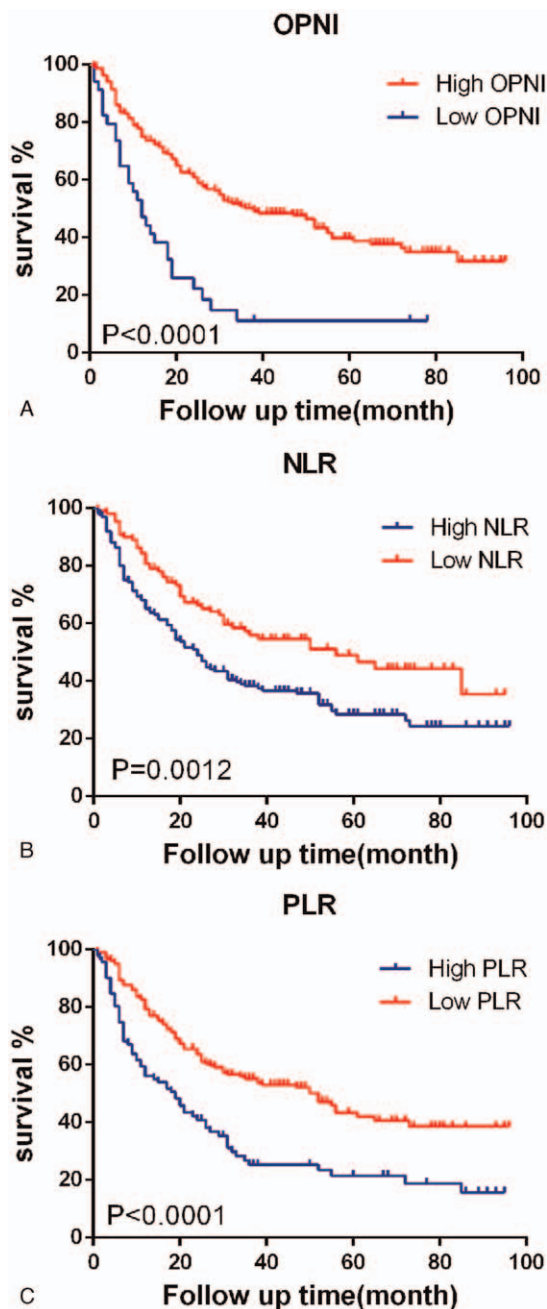 OPNI
100
80
60
40
20
0
survival %
High OPNI
Low OPNI
P<0.0001
0 20 40 60 80 100
A
Follow up time(month)
NLR
100
80
60
40
20
0
survival %
High NLR
Low NLR
P=0.0012
0 20 40 60 80 100
B
Follow up time(month)
PLR
100
80
60
40
20
0
survival %
High PLR
Low PLR
P<0.0001
0 20 40 60 80 100
C
Follow up time(month)